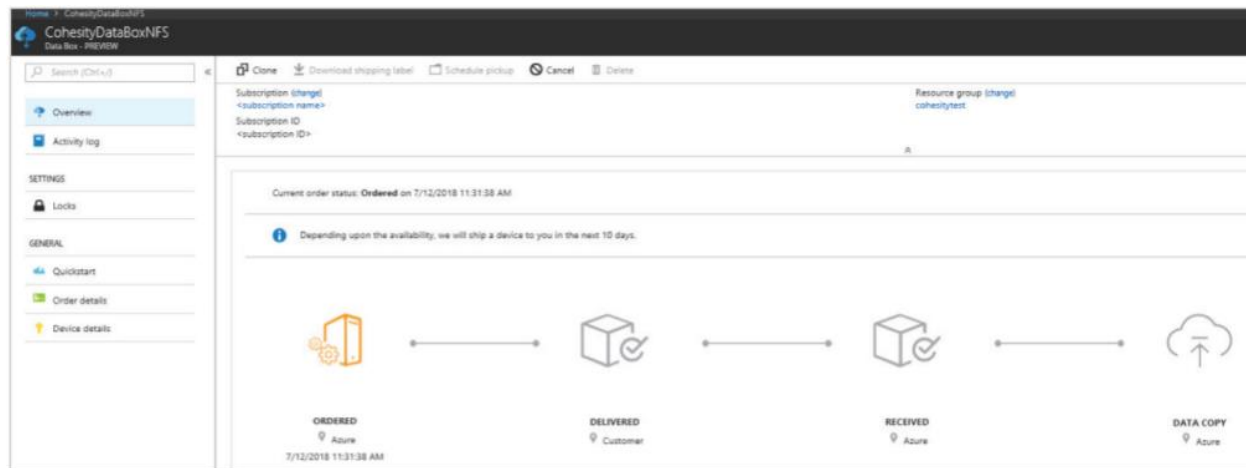 Home > CohesityDataBoxNFS
CohesityDataBoxNFS
Data Box - PREVIEW
Search (Ctrl+/)
«
Clone Download shipping label Schedule pickup Cancel Delete
Subscription (change)
<subscription name>
Subscription ID
<subscription ID>
Resource group (change)
cohesitytest
Overview
Activity log
SETTINGS
Locks
GENERAL
Quickstart
Order details
Device details
Current order status: Ordered on 7/12/2018 11:31:38 AM
Depending upon the availability, we will ship a device to you in the next 10 days.
ORDERED
Azure
7/12/2018 11:31:38 AM
DELIVERED
Customer
RECEIVED
Azure
DATA COPY
Azure